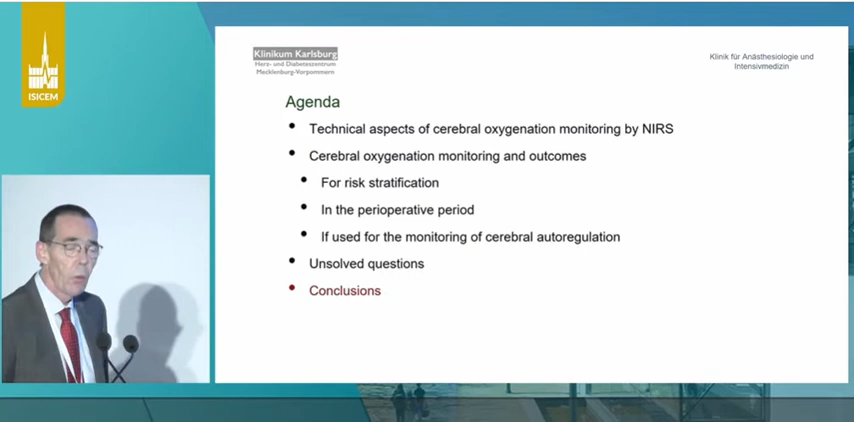 ISICEM
Klinikum Karlsburg
Herz- und Diabeteszentrum
Mecklenburg-Vorpommern
Klinik für Anästhesiologie und
Intensivmedizin
Agenda
• Technical aspects of cerebral oxygenation monitoring by NIRS
• Cerebral oxygenation monitoring and outcomes
• For risk stratification
• In the perioperative period
• If used for the monitoring of cerebral autoregulation
• Unsolved questions
• Conclusions